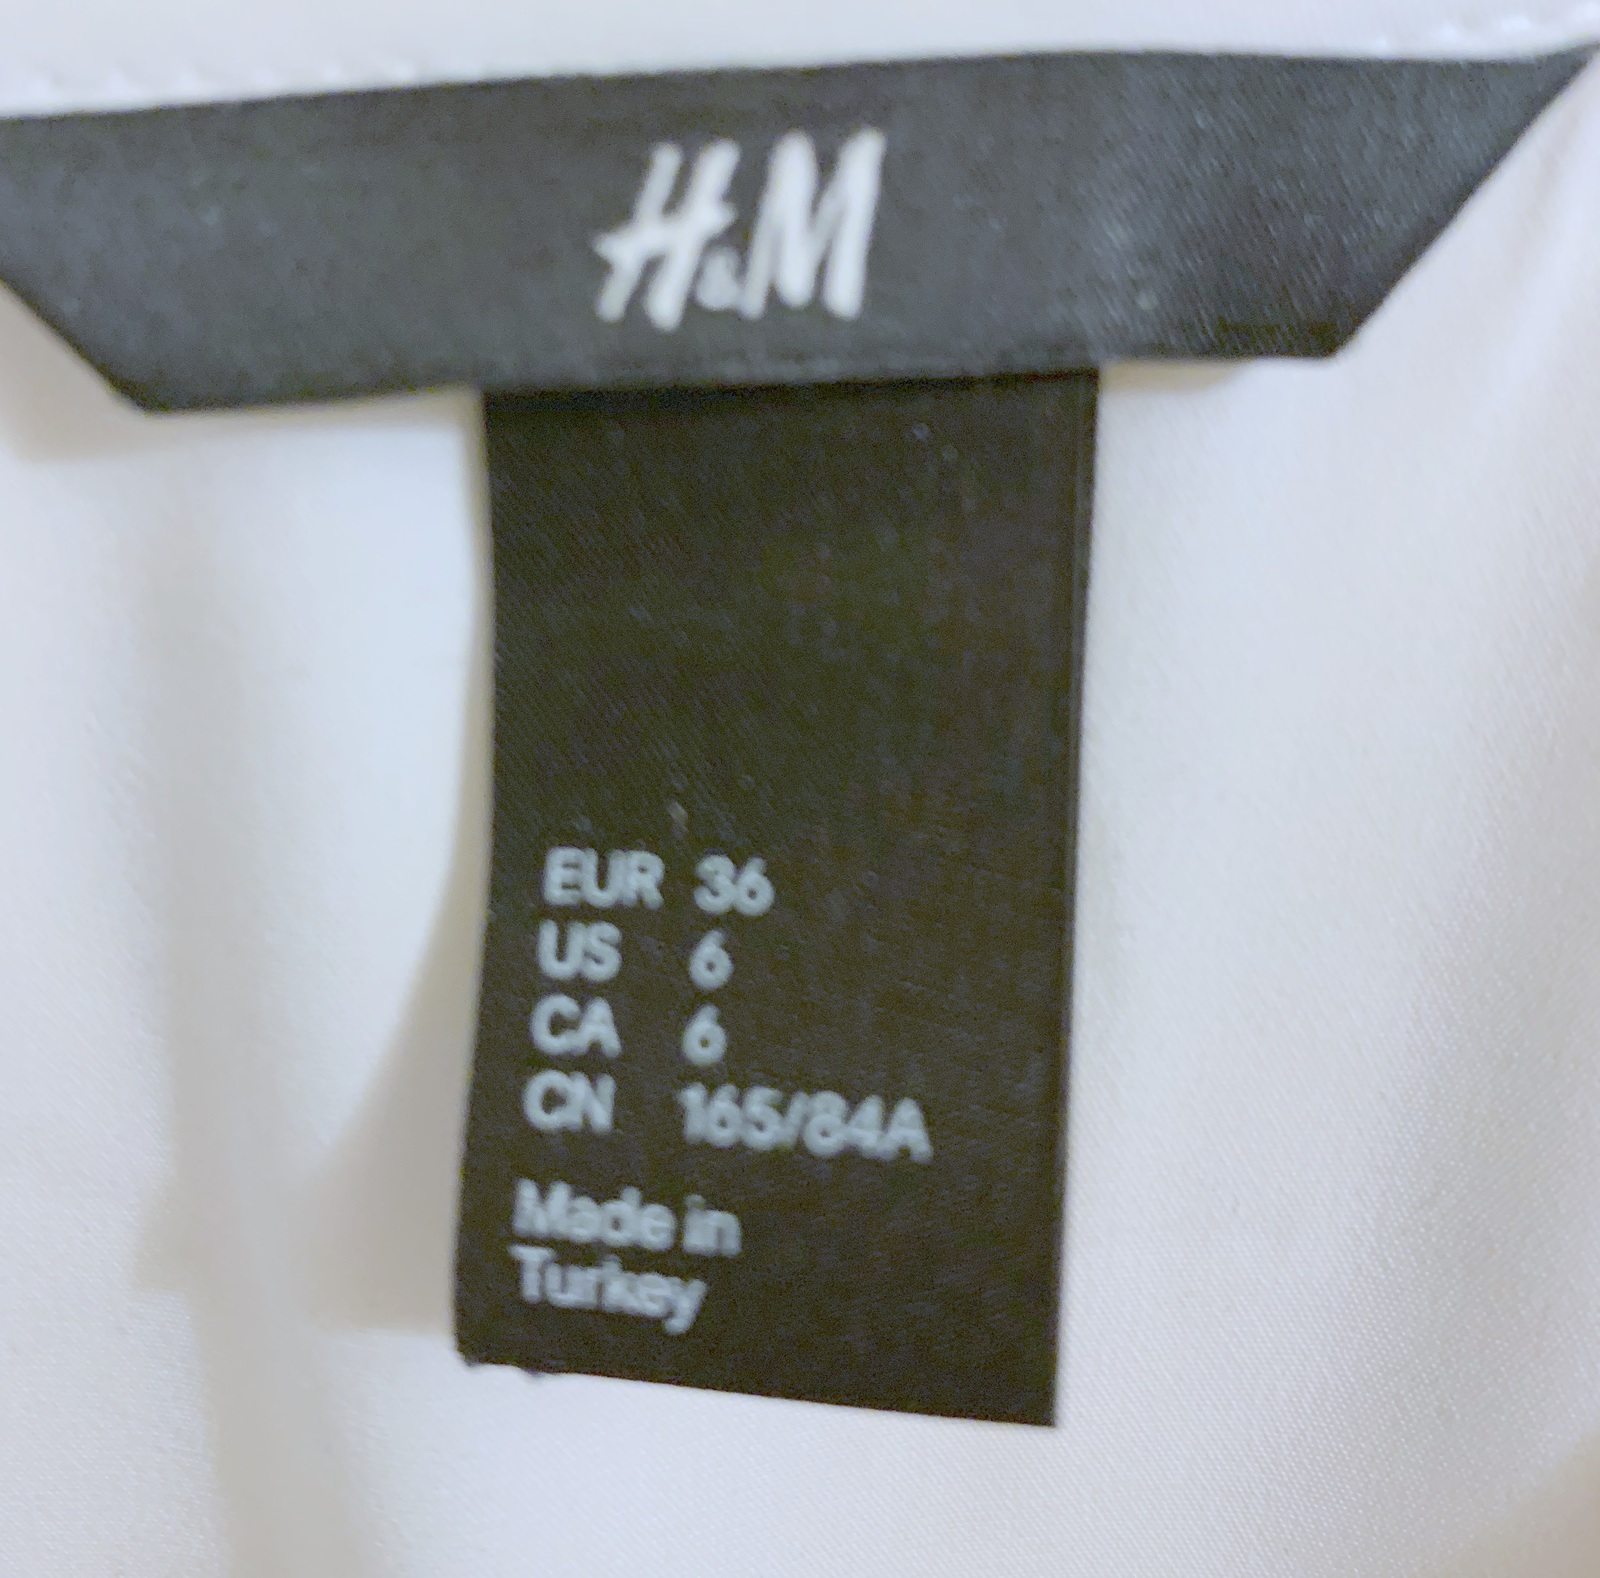 H&M
EUR 36
US 6
CA 6
CN 165/84A
Made in
Turkey